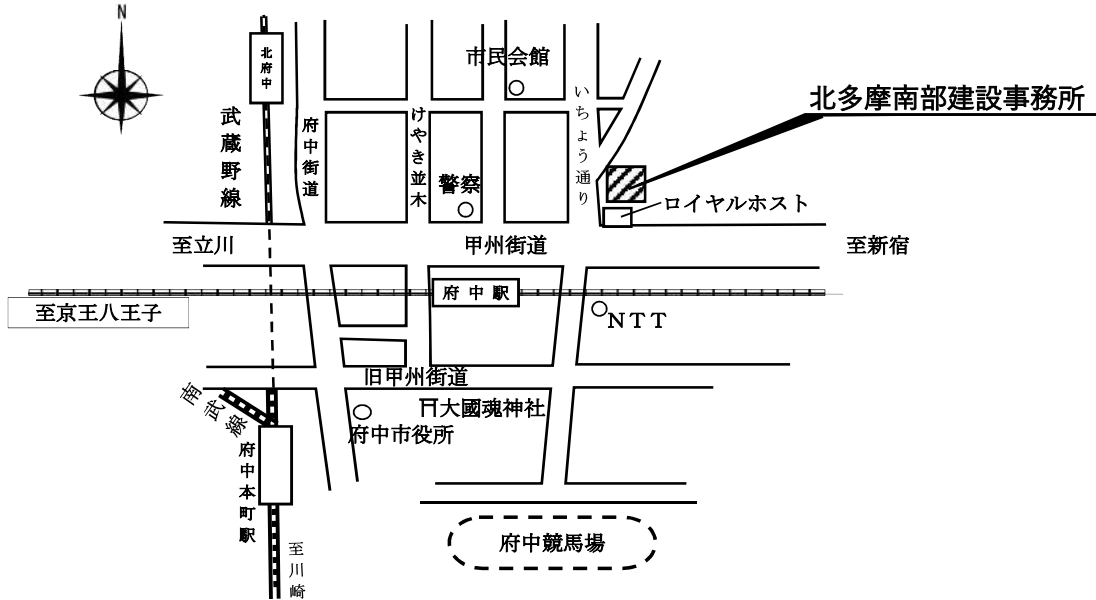 N
北府中
市民会館
いちょう通り
北多摩南部建設事務所
武蔵野線
府中街道
けやき並木
警察
ロイヤルホスト
至立川
甲州街道
至新宿
府中駅
至京王八王子
NTT
旧甲州街道
南武線
大國魂神社
府中市役所
府中本町駅
府中競馬場
至川崎